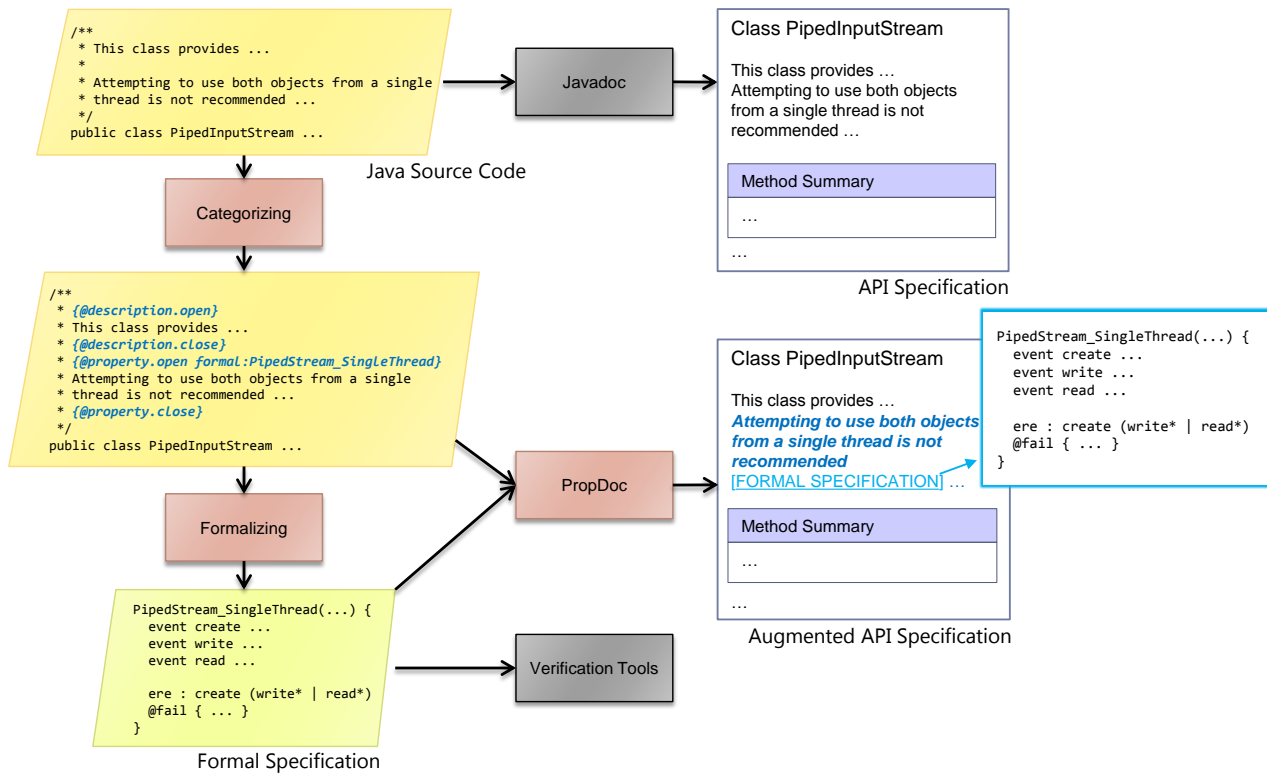 /**
* This class provides ...
*
* Attempting to use both objects from a single
* thread is not recommended ...
*/
public class PipedInputStream ...
Java Source Code
Javadoc
Class PipedInputStream
This class provides …
Attempting to use both objects
from a single thread is not
recommended …
Method Summary
…
…
API Specification
Categorizing
/**
* {@description.open}
* This class provides ...
* {@description.close}
* {@property.open formal:PipedStream_SingleThread}
* Attempting to use both objects from a single
* thread is not recommended ...
* {@property.close}
*/
public class PipedInputStream ...
PropDoc
Class PipedInputStream
This class provides …
Attempting to use both objects
from a single thread is not
recommended
[FORMAL SPECIFICATION] …
Method Summary
…
…
Augmented API Specification
PipedStream_SingleThread(...) {
event create ...
event write ...
event read ...
ere : create (write* | read*)
@fail { ... }
}
Formalizing
PipedStream_SingleThread(...) {
event create ...
event write ...
event read ...
ere : create (write* | read*)
@fail { ... }
}
Formal Specification
Verification Tools